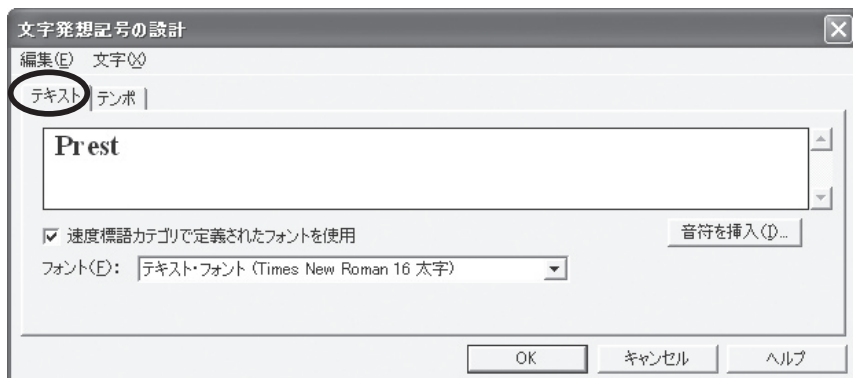 文字発想記号の設計
編集(E) 文字(X)
テキスト テンポ
Prest
速度標語カテゴリで定義されたフォントを使用
音符を挿入(I)...
フォント(F): テキスト・フォント (Times New Roman 16 太字)
OK キャンセル ヘルプ